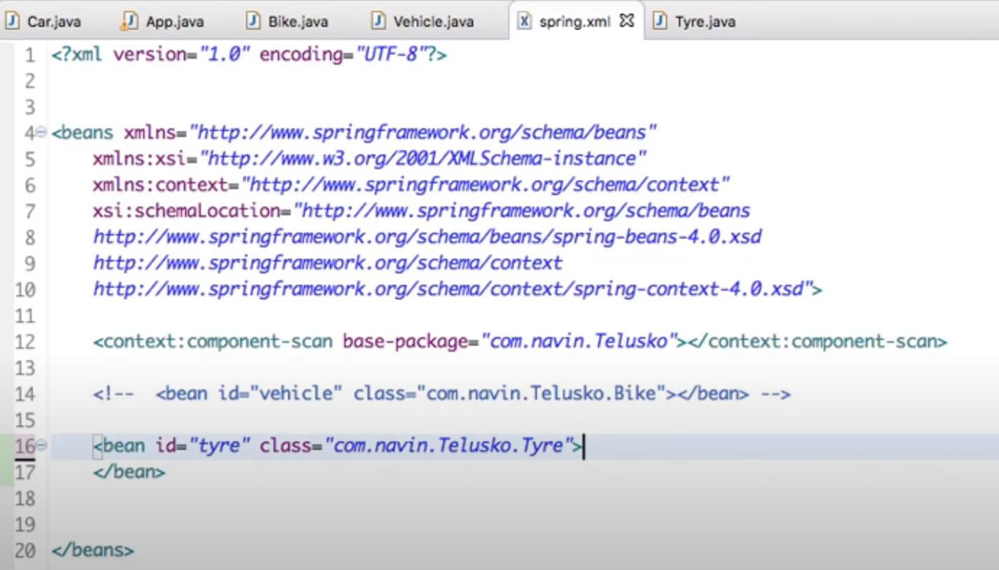 Car.java App.java Bike.java Vehicle.java spring.xml Tyre.java
1 <?xml version="1.0" encoding="UTF-8"?>
2
3
4 <beans xmlns="http://www.springframework.org/schema/beans"
5 xmlns:xsi="http://www.w3.org/2001/XMLSchema-instance"
6 xmlns:context="http://www.springframework.org/schema/context"
7 xsi:schemaLocation="http://www.springframework.org/schema/beans
8 http://www.springframework.org/schema/beans/spring-beans-4.0.xsd
9 http://www.springframework.org/schema/context
10 http://www.springframework.org/schema/context/spring-context-4.0.xsd">
11
12 <context:component-scan base-package="com.navin.Telusko"></context:component-scan>
13
14 <!--  <bean id="vehicle" class="com.navin.Telusko.Bike"></bean> -->
15
16 <bean id="tyre" class="com.navin.Telusko.Tyre">
17 </bean>
18
19
20 </beans>